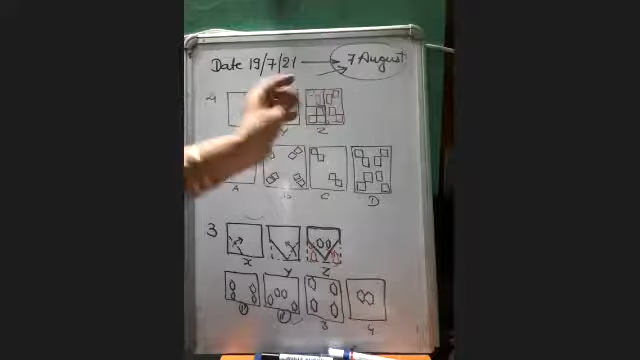 Date 19/7/21 → 7 August
Y Z
A C D
3
X Y Z
3 4